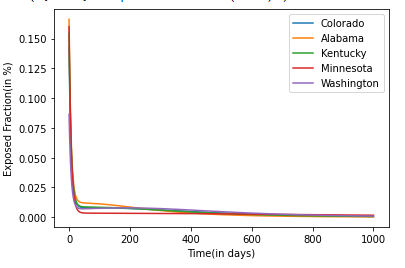 0.150
0.125
0.100
0.075
0.050
0.025
0.000
Exposed Fraction(in %)
Colorado
Alabama
Kentucky
Minnesota
Washington
0 200 400 600 800 1000
Time(in days)